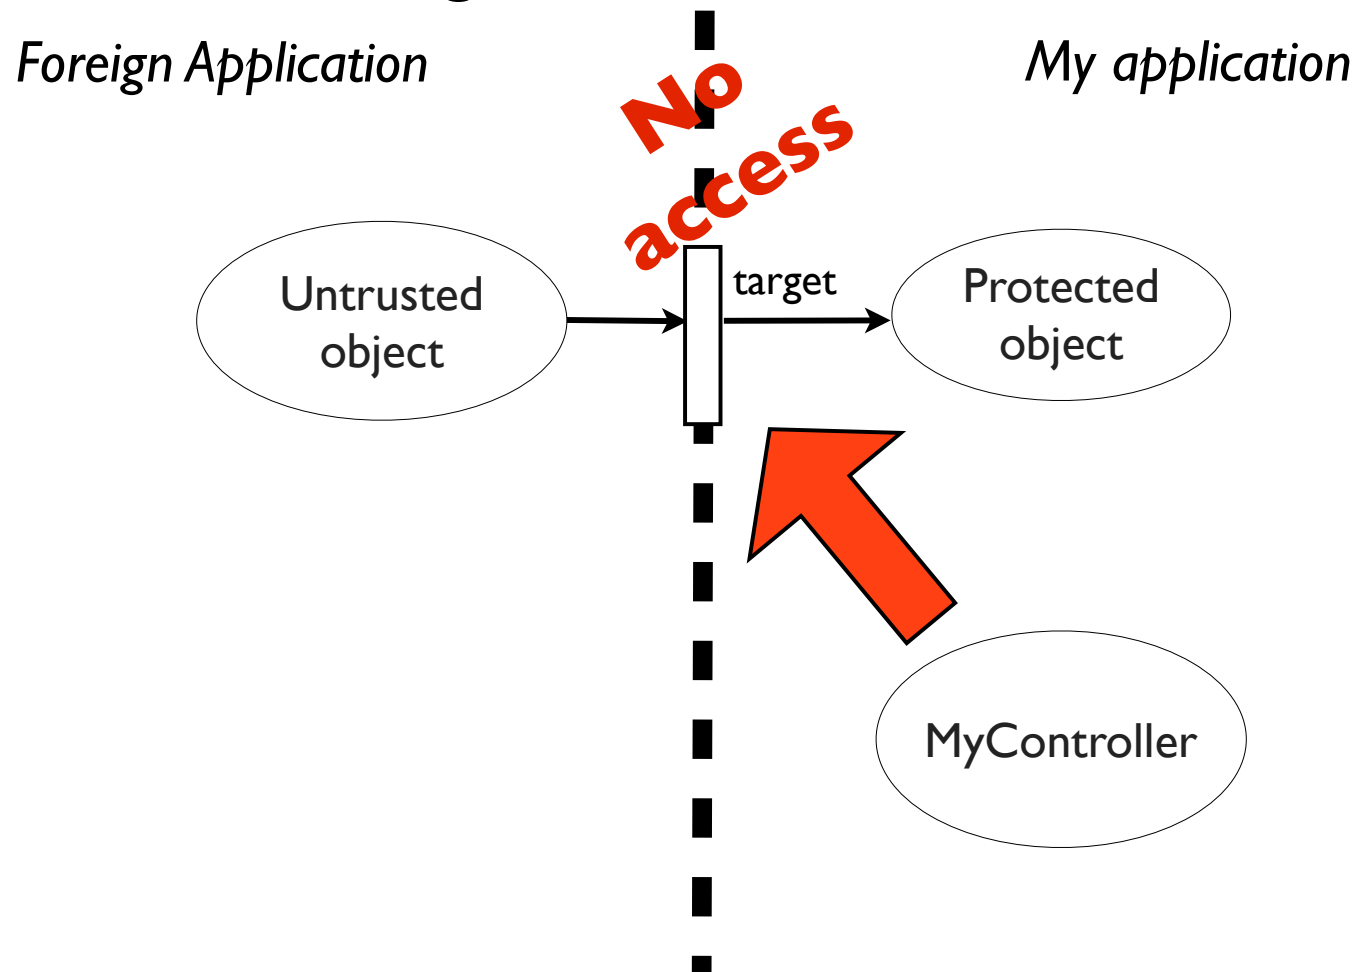 Foreign Application
My application
No
access
target
Untrusted
object
Protected
object
MyController